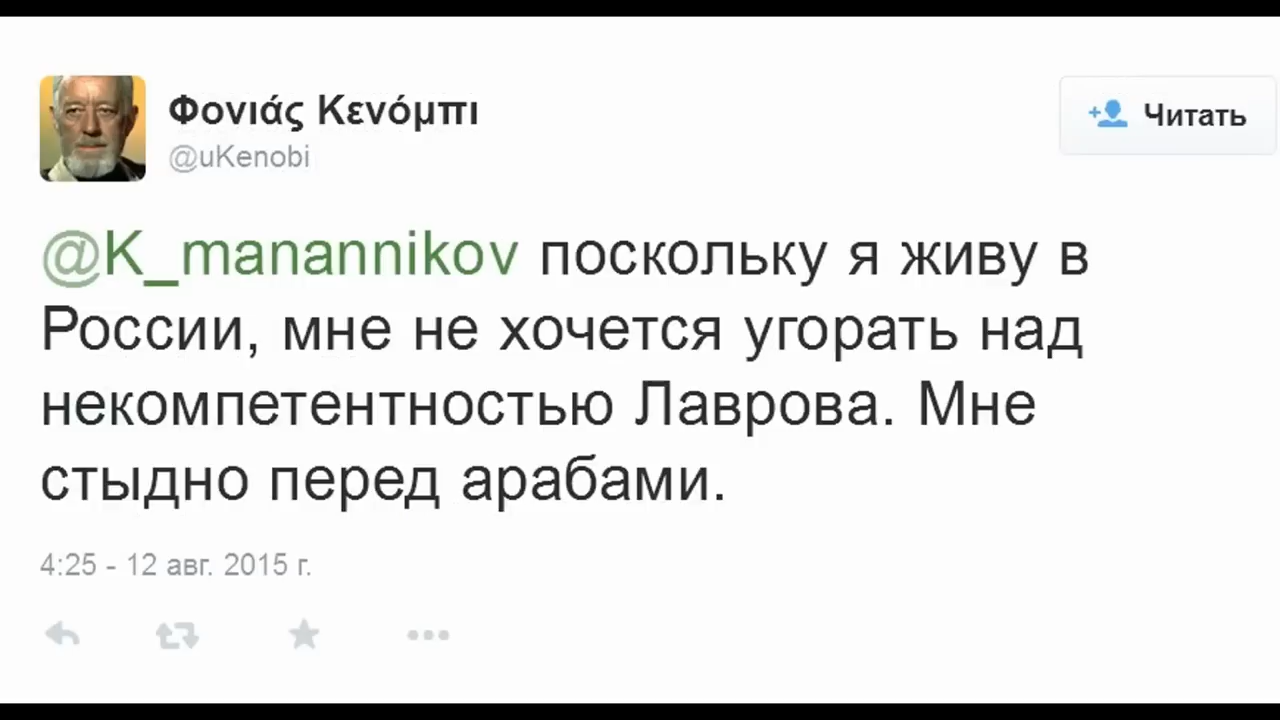 Φονιάς Κενόμπι
@uKenobi
Читать
@K_manannikov поскольку я живу в
России, мне не хочется угорать над
некомпетентностью Лаврова. Мне
стыдно перед арабами.
4:25 - 12 авг. 2015 г.